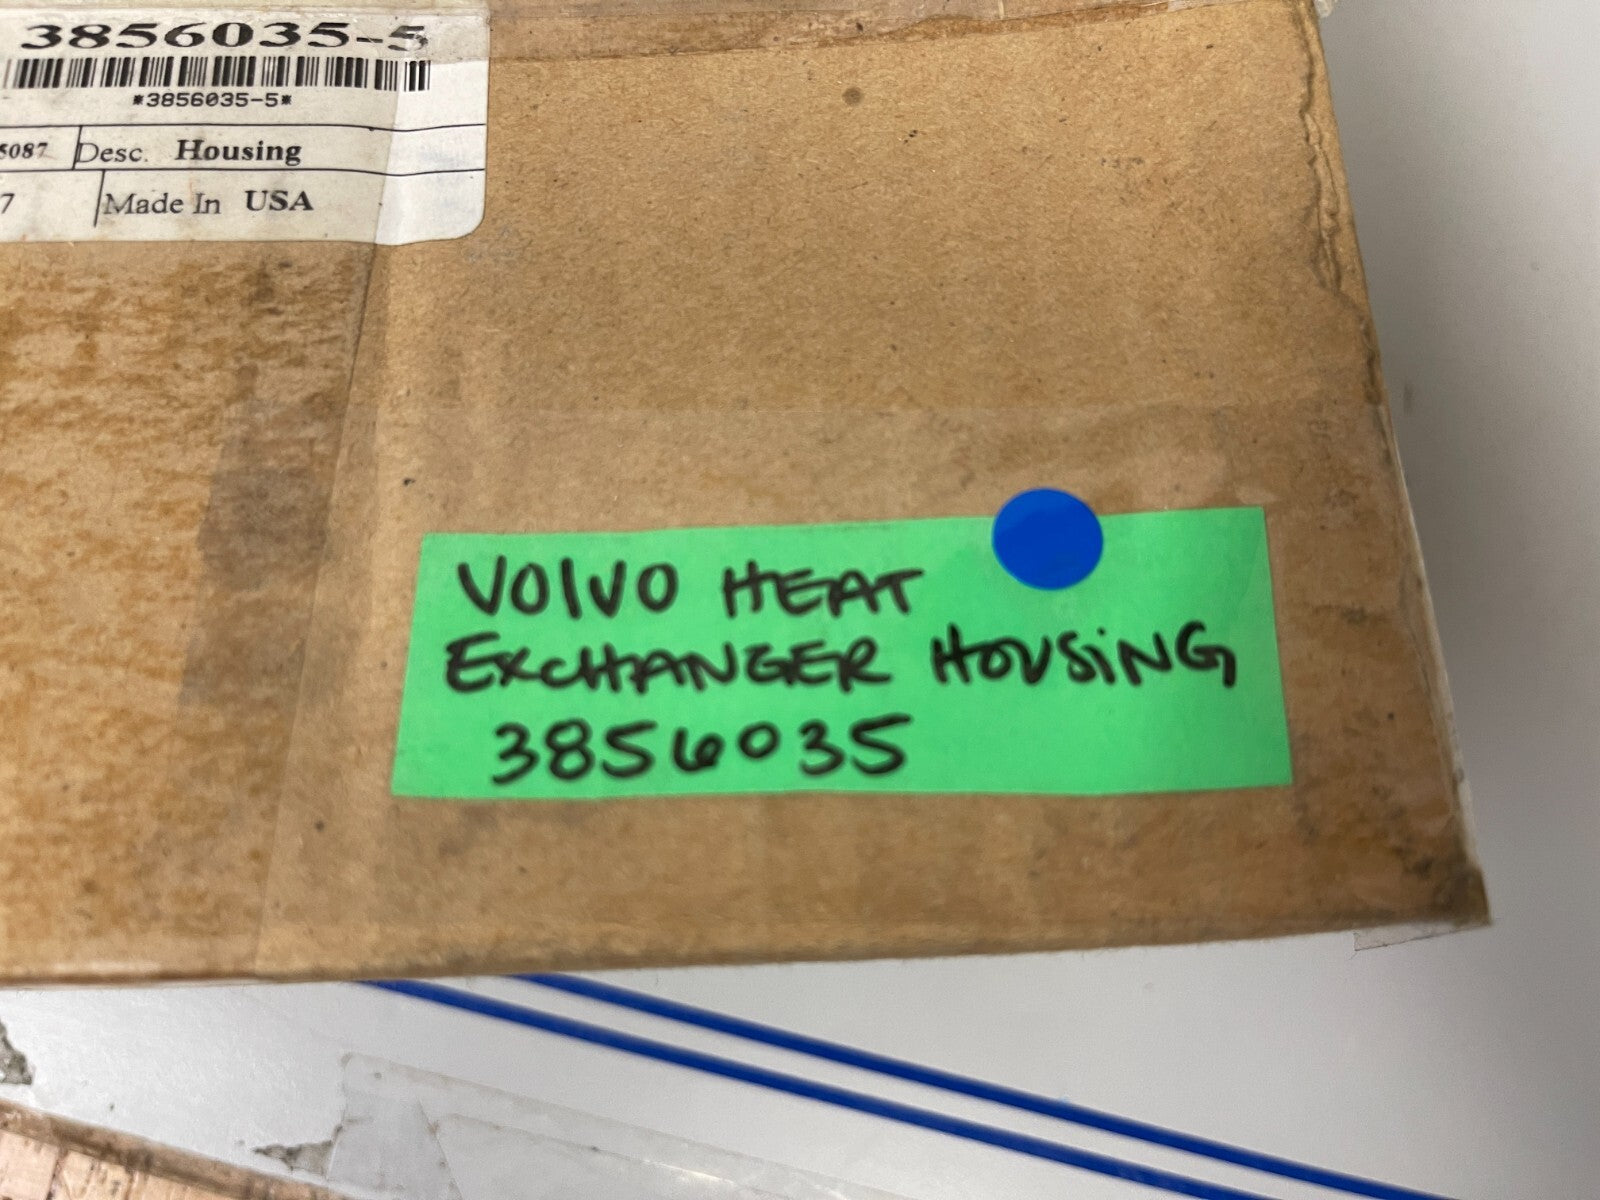 3856035-5
*3856035-5*
5087 Desc. Housing
7 Made In USA
VOLVO HEAT
EXCHANGER HOUSiNG
3856035